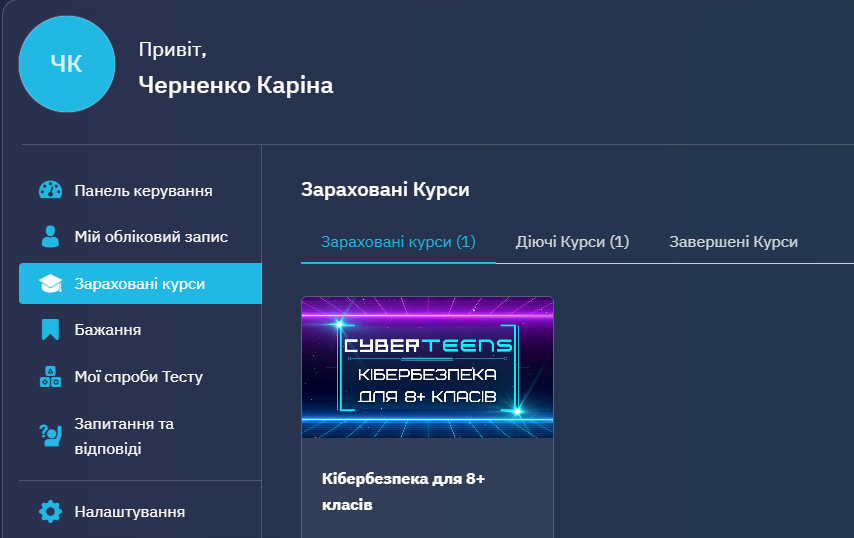 ЧК
Привіт,
Черненко Каріна
Панель керування
Мій обліковий запис
Зараховані курси
Бажання
Мої спроби Тесту
Запитання та
відповіді
Налаштування
Зараховані Курси
Зараховані курси (1) Діючі Курси (1) Завершені Курси
CYBERTEENS
КІБЕРБЕЗПЕКА
ДЛЯ 8+ КЛАСІВ
Кібербезпека для 8+
класів